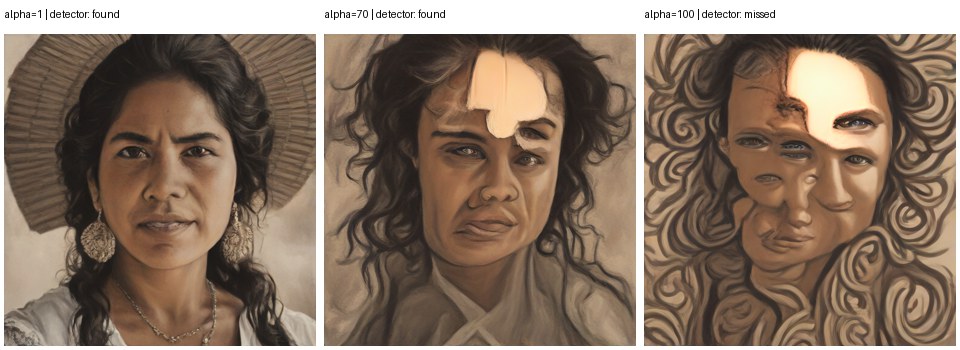 alpha=1 | detector: found
alpha=70 | detector: found
alpha=100 | detector: missed